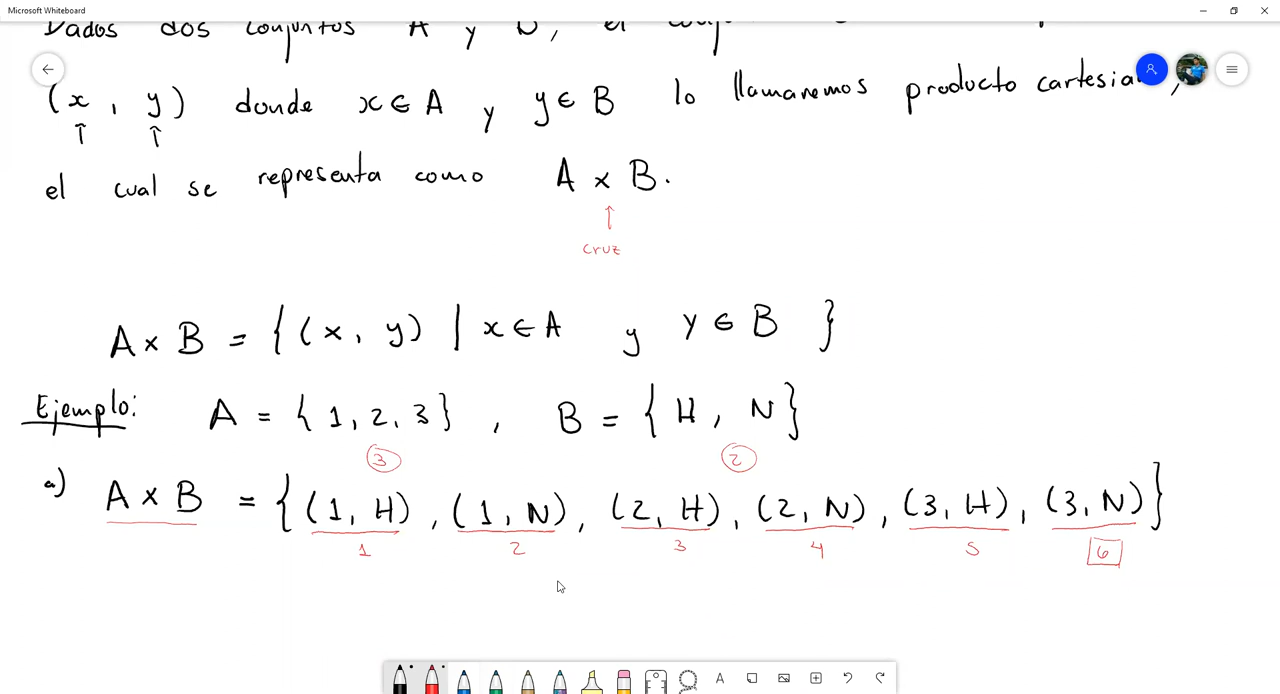 Microsoft Whiteboard
Dados dos conjuntos A y B, el
(x, y) donde x ∈ A y y ∈ B lo llamaremos producto
el cual se representa como A x B.
cruz
A x B = { (x, y) | x ∈ A y y ∈ B }
Ejemplo: A = { 1, 2, 3 }, B = { H, N }
3 2
a) A x B = { (1, H), (1, N), (2, H), (2, N), (3, H), (3, N) }
1 2 3 4 5 6